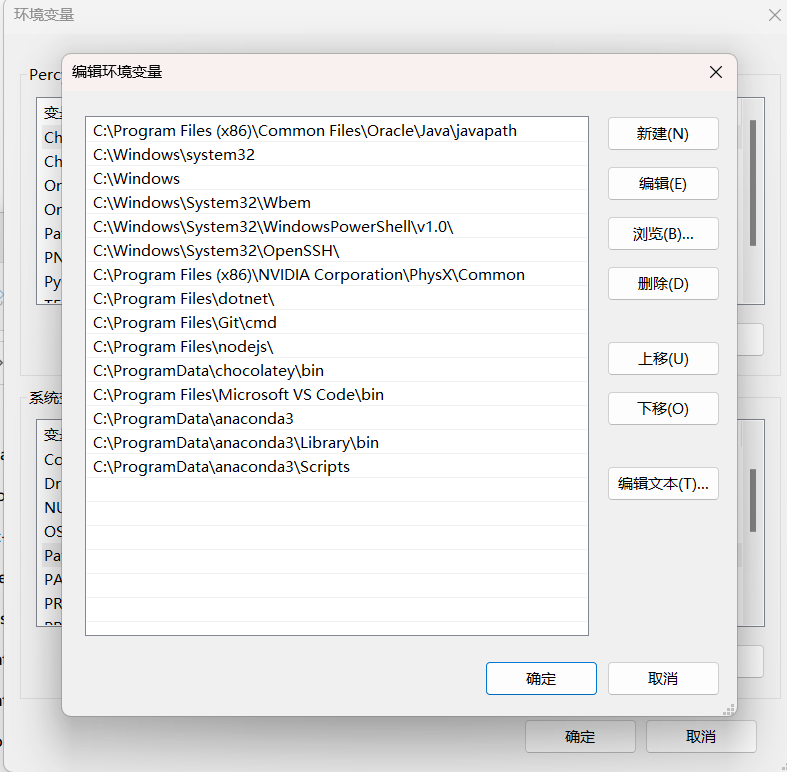 环境变量
编辑环境变量
C:\Program Files (x86)\Common Files\Oracle\Java\javapath
C:\Windows\system32
C:\Windows
C:\Windows\System32\Wbem
C:\Windows\System32\WindowsPowerShell\v1.0\
C:\Windows\System32\OpenSSH\
C:\Program Files (x86)\NVIDIA Corporation\PhysX\Common
C:\Program Files\dotnet\
C:\Program Files\Git\cmd
C:\Program Files\nodejs\
C:\ProgramData\chocolatey\bin
C:\Program Files\Microsoft VS Code\bin
C:\ProgramData\anaconda3
C:\ProgramData\anaconda3\Library\bin
C:\ProgramData\anaconda3\Scripts
新建(N)
编辑(E)
浏览(B)...
删除(D)
上移(U)
下移(O)
编辑文本(T)...
确定
取消
Perc
Ch
Ch
Or
Or
Pa
PN
Py
系统
Co
Dr
NU
OS
Pa
PA
PR
确定
取消